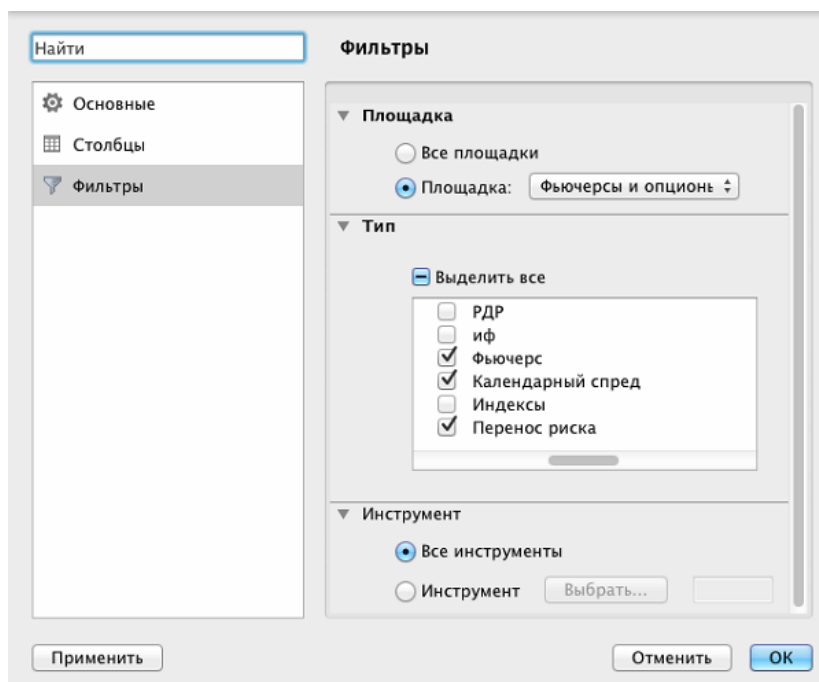 Найти
Основные
Столбцы
Фильтры
Фильтры
Площадка
Все площадки
Площадка: Фьючерсы и опционы
Тип
Выделить все
РДР
иф
Фьючерс
Календарный спред
Индексы
Перенос риска
Инструмент
Все инструменты
Инструмент Выбрать...
Применить
Отменить OK